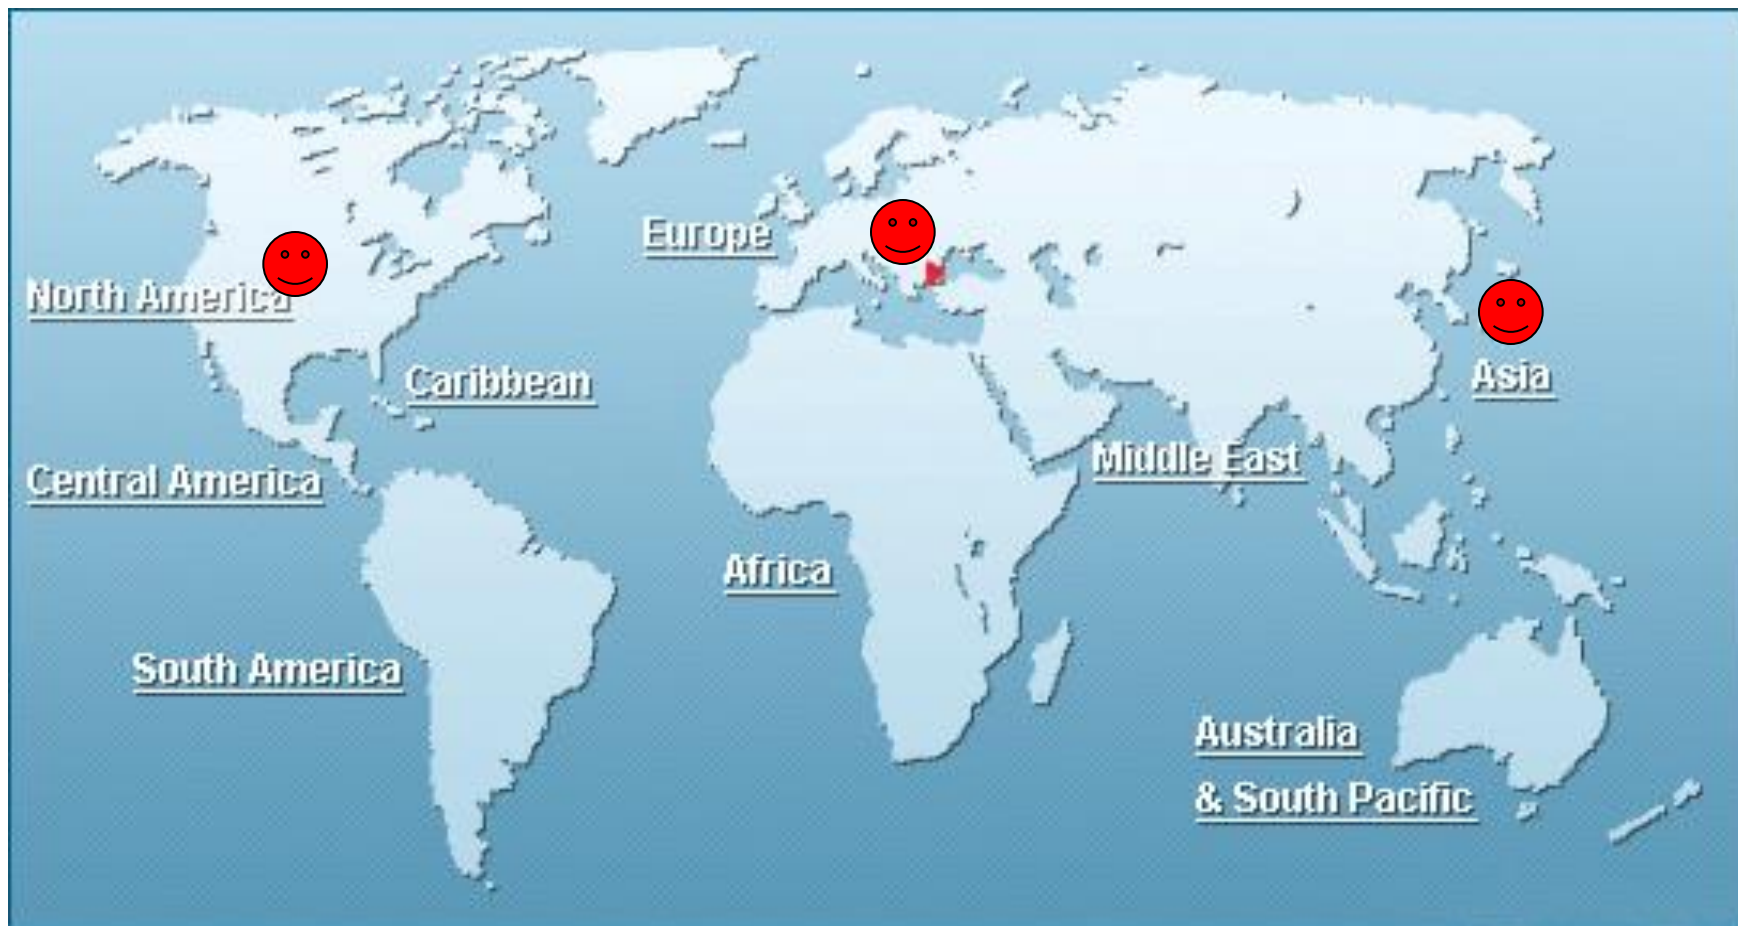 Europe
North America
Caribbean
Asia
Middle East
Central America
Africa
South America
Australia
& South Pacific